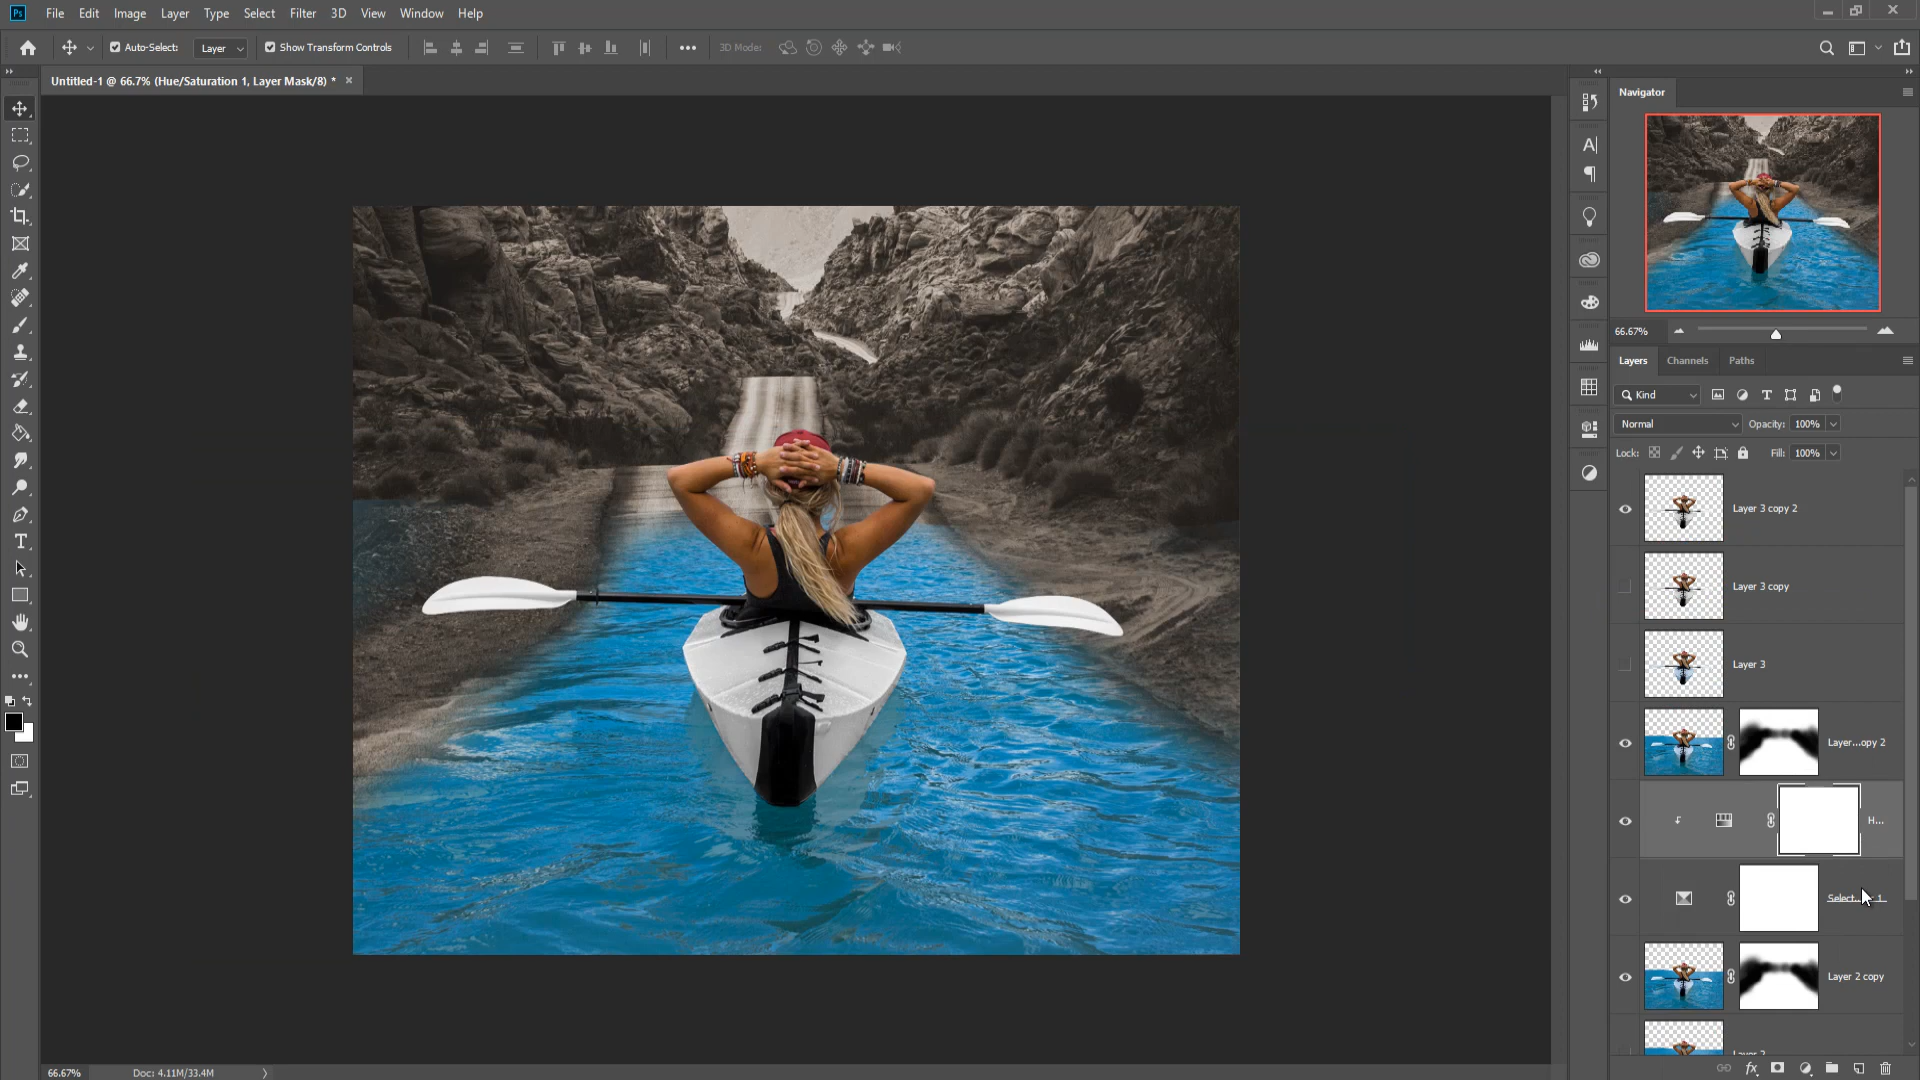 Ps File Edit Image Layer Type Select Filter 3D View Window Help
Auto-Select: Layer Show Transform Controls 3D Mode:
Untitled-1 @ 66.7% (Hue/Saturation 1, Layer Mask/8) *
Navigator
66.67%
Layers Channels Paths
Kind
Normal Opacity: 100%
Lock: Fill: 100%
Layer 3 copy 2
Layer 3 copy
Layer 3
Layer...opy 2
H...
Select... 1
Layer 2 copy
Layer 2
66.67% Doc: 4.11M/33.4M